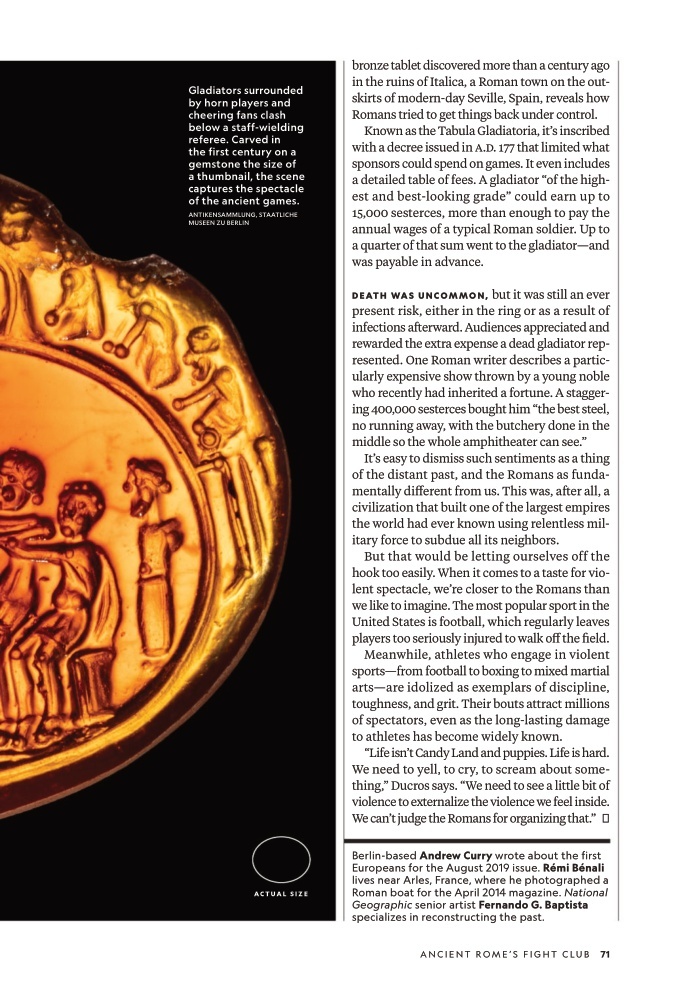 Gladiators surrounded
by horn players and
cheering fans clash
below a staff-wielding
referee. Carved in
the first century on a
gemstone the size of
a thumbnail, the scene
captures the spectacle
of the ancient games.
ANTIKENSAMMLUNG, STAATLICHE
MUSEEN ZU BERLIN
ACTUAL SIZE
bronze tablet discovered more than a century ago
in the ruins of Italica, a Roman town on the out-
skirts of modern-day Seville, Spain, reveals how
Romans tried to get things back under control.
Known as the Tabula Gladiatoria, it's inscribed
with a decree issued in A.D. 177 that limited what
sponsors could spend on games. It even includes
a detailed table of fees. A gladiator “of the high-
est and best-looking grade” could earn up to
15,000 sesterces, more than enough to pay the
annual wages of a typical Roman soldier. Up to
a quarter of that sum went to the gladiator—and
was payable in advance.
DEATH WAS UNCOMMON, but it was still an ever
present risk, either in the ring or as a result of
infections afterward. Audiences appreciated and
rewarded the extra expense a dead gladiator rep-
resented. One Roman writer describes a partic-
ularly expensive show thrown by a young noble
who recently had inherited a fortune. A stagger-
ing 400,000 sesterces bought him “the best steel,
no running away, with the butchery done in the
middle so the whole amphitheater can see.”
It's easy to dismiss such sentiments as a thing
of the distant past, and the Romans as funda-
mentally different from us. This was, after all, a
civilization that built one of the largest empires
the world had ever known using relentless mil-
itary force to subdue all its neighbors.
But that would be letting ourselves off the
hook too easily. When it comes to a taste for vio-
lent spectacle, we're closer to the Romans than
we like to imagine. The most popular sport in the
United States is football, which regularly leaves
players too seriously injured to walk off the field.
Meanwhile, athletes who engage in violent
sports—from football to boxing to mixed martial
arts—are idolized as exemplars of discipline,
toughness, and grit. Their bouts attract millions
of spectators, even as the long-lasting damage
to athletes has become widely known.
“Life isn't Candy Land and puppies. Life is hard.
We need to yell, to cry, to scream about some-
thing,” Ducros says. “We need to see a little bit of
violence to externalize the violence we feel inside.
We can't judge the Romans for organizing that.” □
Berlin-based Andrew Curry wrote about the first
Europeans for the August 2019 issue. Rémi Bénali
lives near Arles, France, where he photographed a
Roman boat for the April 2014 magazine. National
Geographic senior artist Fernando G. Baptista
specializes in reconstructing the past.
ANCIENT ROME'S FIGHT CLUB 71